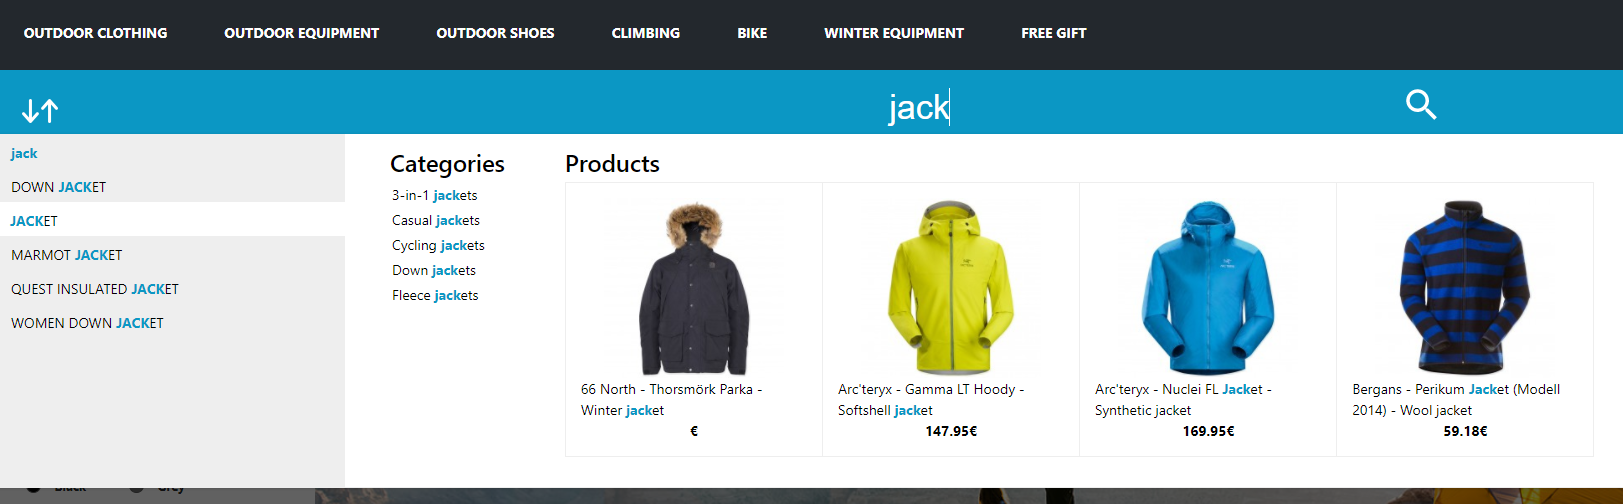 OUTDOOR CLOTHING OUTDOOR EQUIPMENT OUTDOOR SHOES CLIMBING BIKE WINTER EQUIPMENT FREE GIFT
jack
jack
DOWN JACKET
JACKET
MARMOT JACKET
QUEST INSULATED JACKET
WOMEN DOWN JACKET
Categories
3-in-1 jackets
Casual jackets
Cycling jackets
Down jackets
Fleece jackets
Products
66 North - Thorsmörk Parka -
Winter jacket
€
Arc'teryx - Gamma LT Hoody -
Softshell jacket
147.95€
Arc'teryx - Nuclei FL Jacket -
Synthetic jacket
169.95€
Bergans - Perikum Jacket (Modell
2014) - Wool jacket
59.18€
Black Grey